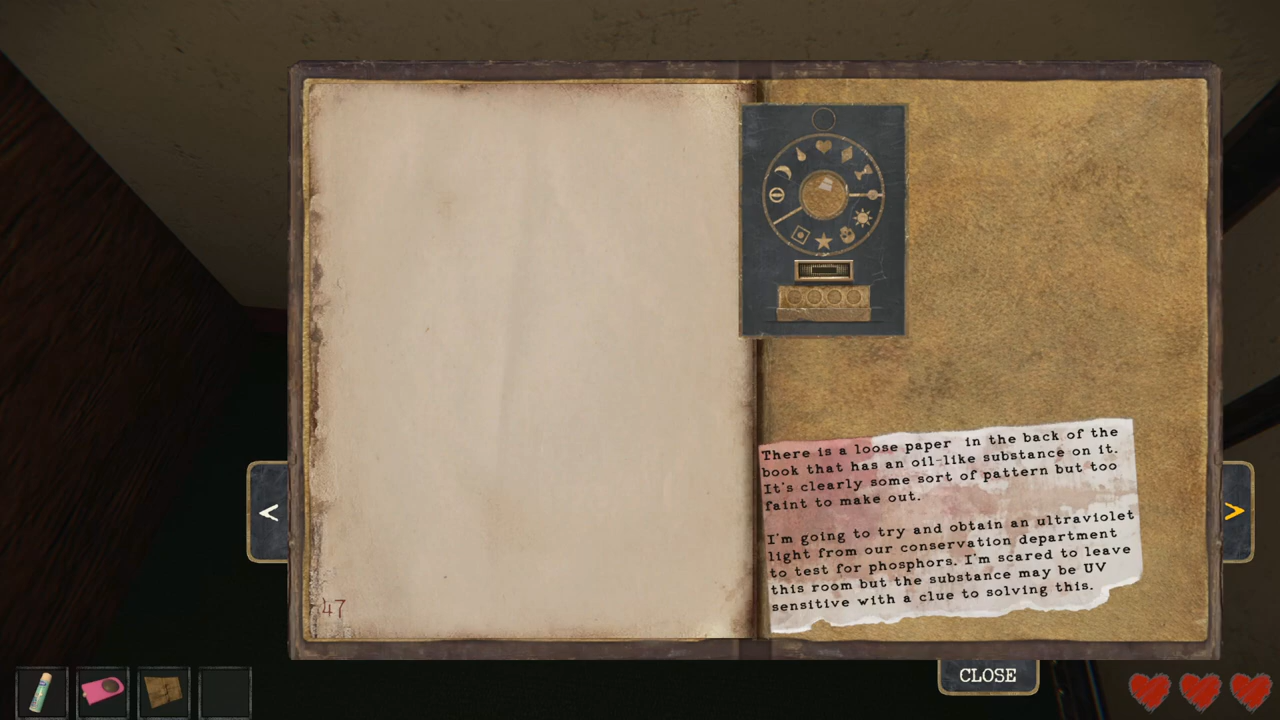 There is a loose paper in the back of the
book that has an oil-like substance on it.
It's clearly some sort of pattern but too
faint to make out.
I'm going to try and obtain an ultraviolet
light from our conservation department
to test for phosphors. I'm scared to leave
this room but the substance may be UV
sensitive with a clue to solving this.
47
<
>
CLOSE